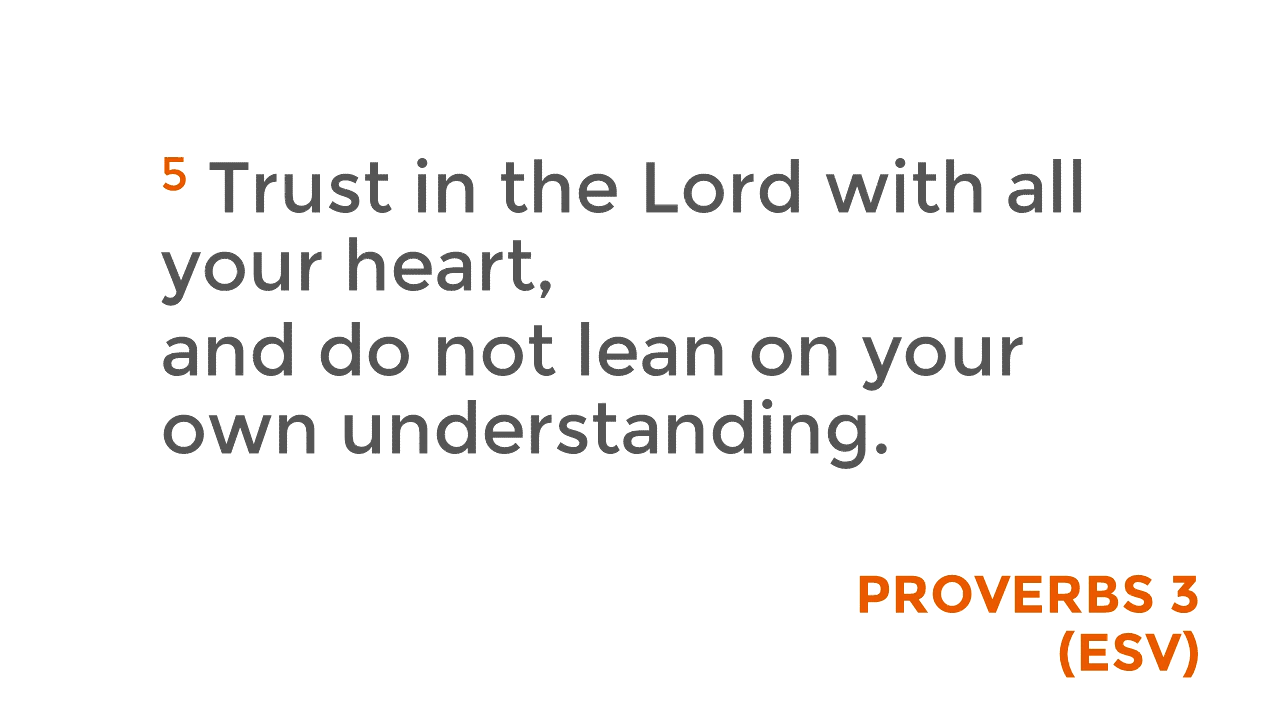 5 Trust in the Lord with all
your heart,
and do not lean on your
own understanding.
PROVERBS 3
(ESV)